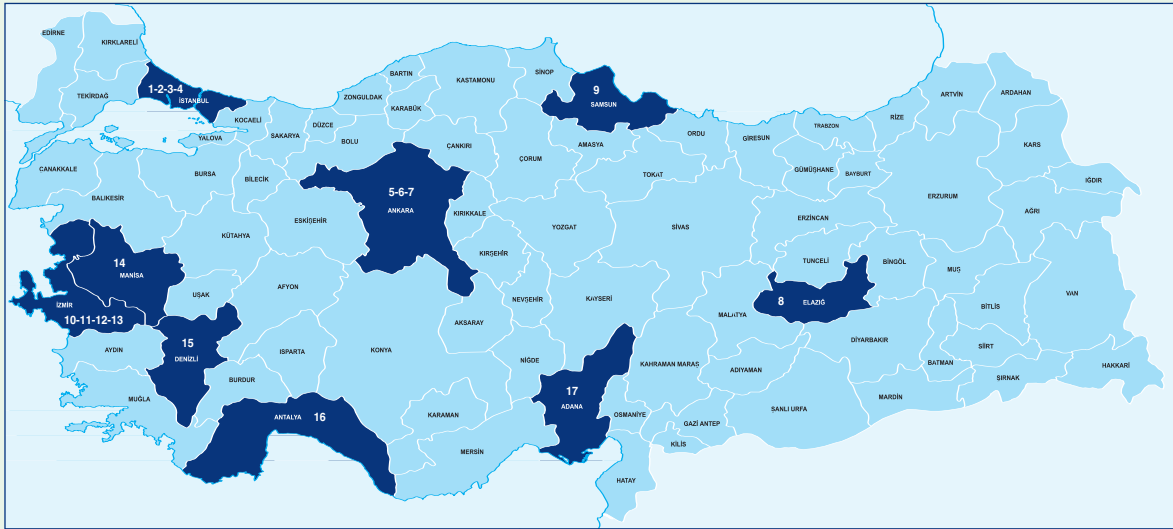 EDİRNE
KIRKLARELİ
TEKİRDAĞ
1-2-3-4
İSTANBUL
KOCAELİ
YALOVA
SAKARYA
DÜZCE
ZONGULDAK
BARTIN
KARABÜK
KASTAMONU
SİNOP
9
SAMSUN
BOLU
ÇANKIRI
ÇORUM
AMASYA
ORDU
GİRESUN
TRABZON
RİZE
ARTVİN
ARDAHAN
KARS
GÜMÜŞHANE
BAYBURT
TOKAT
ÇANAKKALE
BALIKESİR
BURSA
BİLECİK
ESKİŞEHİR
5-6-7
ANKARA
KIRIKKALE
YOZGAT
SİVAS
ERZİNCAN
ERZURUM
AĞRI
IĞDIR
KÜTAHYA
KIRŞEHİR
14
MANİSA
UŞAK
AFYON
NEVŞEHİR
KAYSERİ
TUNCELİ
BİNGÖL
MUŞ
BİTLİS
VAN
İZMİR
10-11-12-13
8
ELAZIĞ
MALATYA
AKSARAY
15
DENİZLİ
AYDIN
ISPARTA
KONYA
NİĞDE
KAHRAMAN MARAŞ
ADIYAMAN
DİYARBAKIR
BATMAN
SİİRT
ŞIRNAK
HAKKARİ
MARDİN
BURDUR
MUĞLA
ANTALYA
16
KARAMAN
MERSİN
17
ADANA
OSMANİYE
GAZİ ANTEP
KİLİS
ŞANLI URFA
HATAY